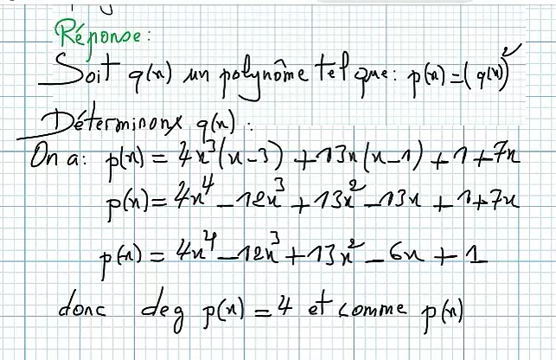 Réponse:
Soit q(x) un polynôme tel que: p(x) = (q(x))²
Déterminons q(x) :
On a: p(x) = 4x³(x-3) + 13x(x-1) + 1 + 7x
p(x) = 4x⁴ - 12x³ + 13x² - 13x + 1 + 7x
p(x) = 4x⁴ - 12x³ + 13x² - 6x + 1
donc deg p(x) = 4 et comme p(x)